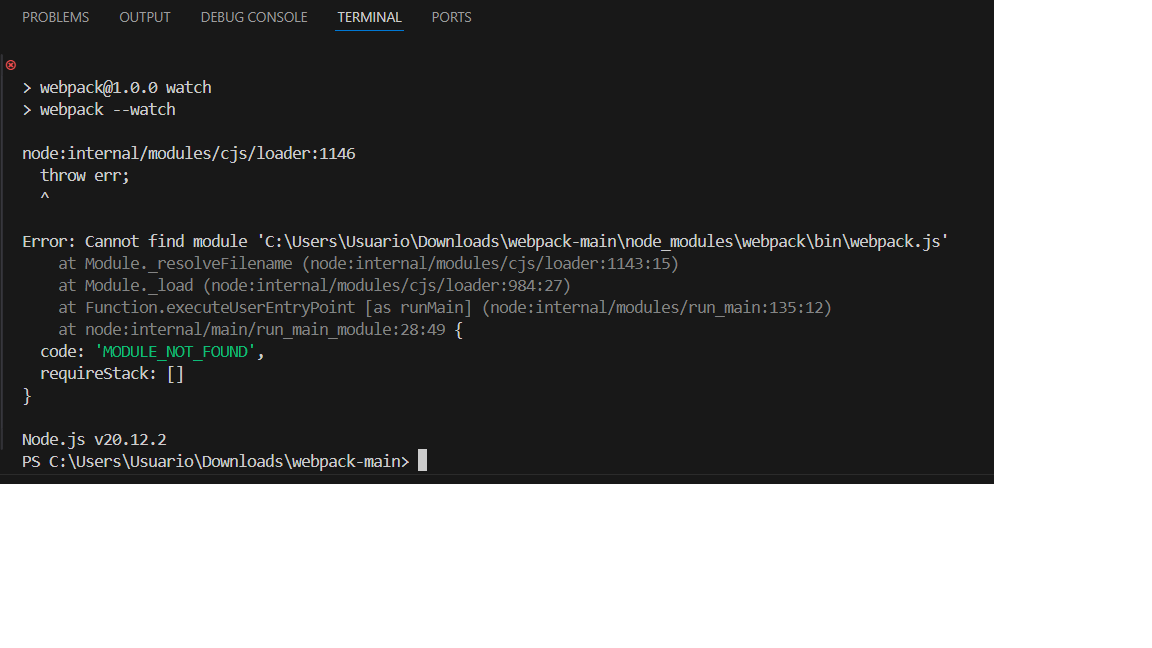 PROBLEMS OUTPUT DEBUG CONSOLE TERMINAL PORTS
> webpack@1.0.0 watch
> webpack --watch
node:internal/modules/cjs/loader:1146
  throw err;
  ^
Error: Cannot find module 'C:\Users\Usuario\Downloads\webpack-main\node_modules\webpack\bin\webpack.js'
    at Module._resolveFilename (node:internal/modules/cjs/loader:1143:15)
    at Module._load (node:internal/modules/cjs/loader:984:27)
    at Function.executeUserEntryPoint [as runMain] (node:internal/modules/run_main:135:12)
    at node:internal/main/run_main_module:28:49 {
  code: 'MODULE_NOT_FOUND',
  requireStack: []
}
Node.js v20.12.2
PS C:\Users\Usuario\Downloads\webpack-main>